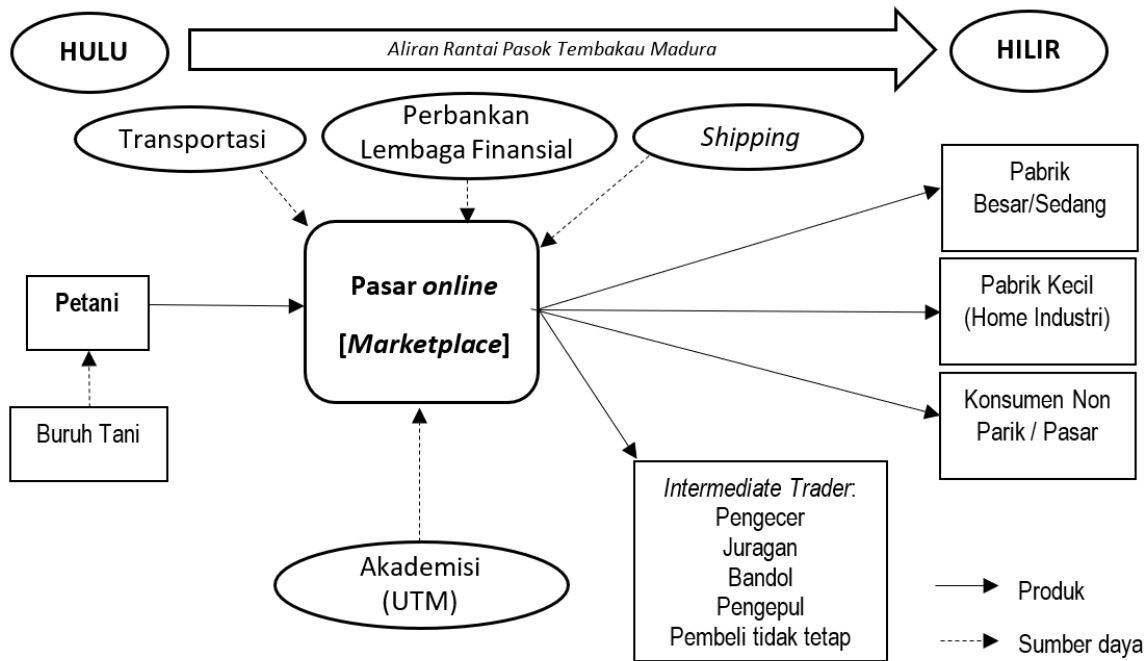 HULU
Aliran Rantai Pasok Tembakau Madura
HILIR
Transportasi
Perbankan
Lembaga Finansial
Shipping
Pabrik
Besar/Sedang
Petani
Pasar online
[Marketplace]
Pabrik Kecil
(Home Industri)
Buruh Tani
Konsumen Non
Parik / Pasar
Intermediate Trader:
Pengecer
Juragan
Bandol
Pengepul
Pembeli tidak tetap
Akademisi
(UTM)
Produk
Sumber daya